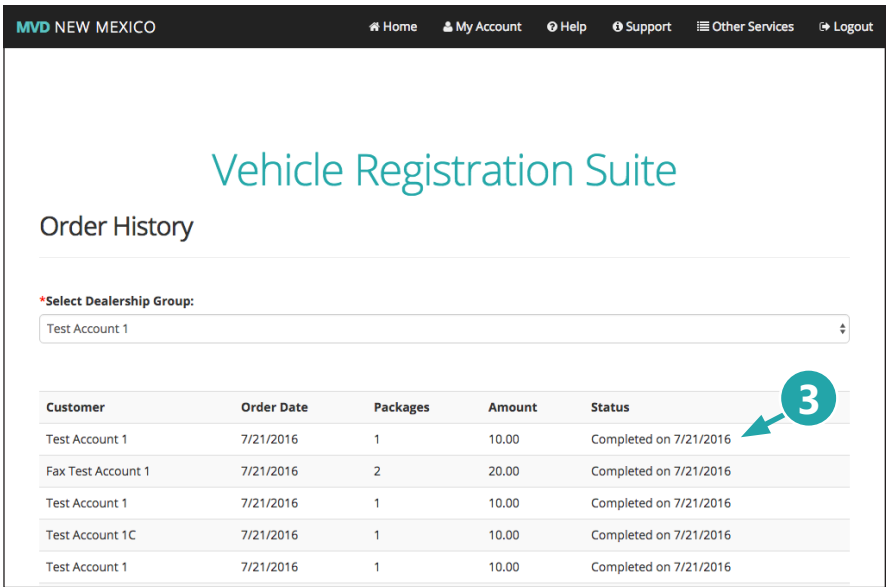 MVD NEW MEXICO Home My Account Help Support Other Services Logout
Vehicle Registration Suite
Order History
*Select Dealership Group:
Test Account 1
3
Customer Order Date Packages Amount Status
Test Account 1 7/21/2016 1 10.00 Completed on 7/21/2016
Fax Test Account 1 7/21/2016 2 20.00 Completed on 7/21/2016
Test Account 1 7/21/2016 1 10.00 Completed on 7/21/2016
Test Account 1C 7/21/2016 1 10.00 Completed on 7/21/2016
Test Account 1 7/21/2016 1 10.00 Completed on 7/21/2016